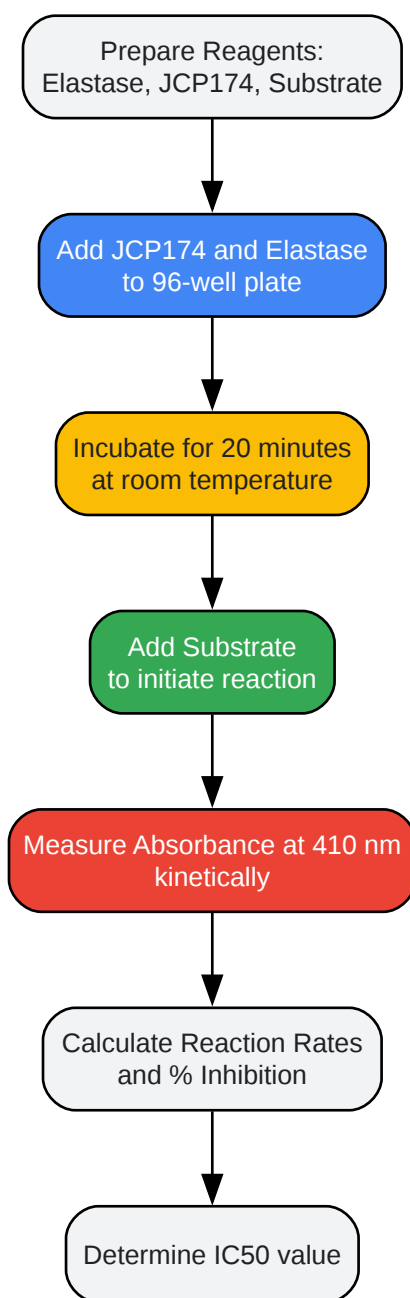 Prepare Reagents:
Elastase, JCP174, Substrate
Add JCP174 and Elastase
to 96-well plate
Incubate for 20 minutes
at room temperature
Add Substrate
to initiate reaction
Measure Absorbance at 410 nm
kinetically
Calculate Reaction Rates
and % Inhibition
Determine IC50 value